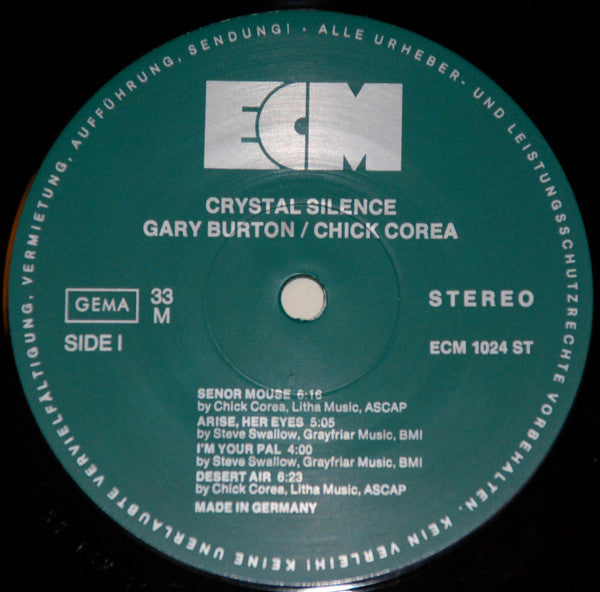 ALLE URHEBER- UND LEISTUNGSSCHUTZRECHTE VORBEHALTEN. KEIN VERLEIH! KEINE UNERLAUBTE VERVIELFÄLTIGUNG, VERMIETUNG, AUFFÜHRUNG, SENDUNG! -
ECM
CRYSTAL SILENCE
GARY BURTON / CHICK COREA
GEMA 33 STEREO
M
SIDE I ECM 1024 ST
SENOR MOUSE 6:16
by Chick Corea, Litha Music, ASCAP
ARISE, HER EYES 5:05
by Steve Swallow, Grayfriar Music, BMI
I'M YOUR PAL 4:00
by Steve Swallow, Grayfriar Music, BMI
DESERT AIR 6:23
by Chick Corea, Litha Music, ASCAP
MADE IN GERMANY